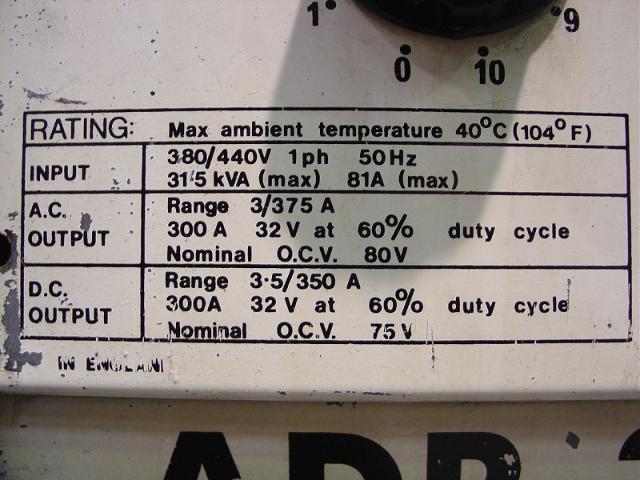 1 9
0 10
RATING: Max ambient temperature 40°C (104°F)
INPUT
380/440V 1ph 50Hz
31·5 kVA (max) 81A (max)
A.C. OUTPUT
Range 3/375 A
300 A 32 V at 60% duty cycle
Nominal O.C.V. 80V
D.C. OUTPUT
Range 3·5/350 A
300A 32 V at 60% duty cycle
Nominal O.C.V. 75 V
IN ENGLAND